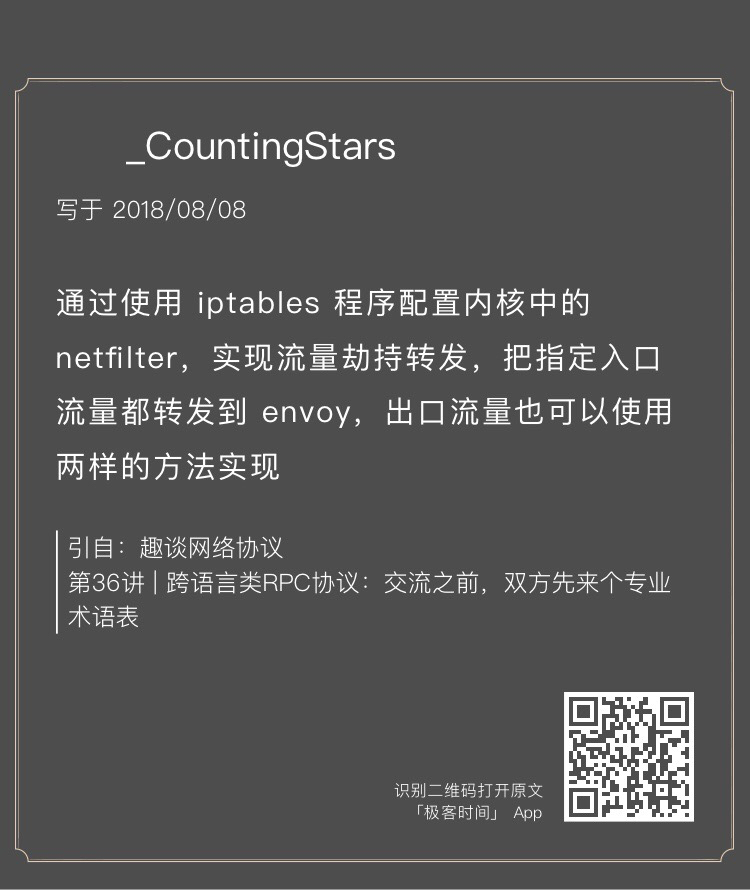 _CountingStars
写于 2018/08/08
通过使用 iptables 程序配置内核中的
netfilter，实现流量劫持转发，把指定入口
流量都转发到 envoy，出口流量也可以使用
两样的方法实现
引自：趣谈网络协议
第36讲 | 跨语言类RPC协议：交流之前，双方先来个专业
术语表
识别二维码打开原文
「极客时间」 App